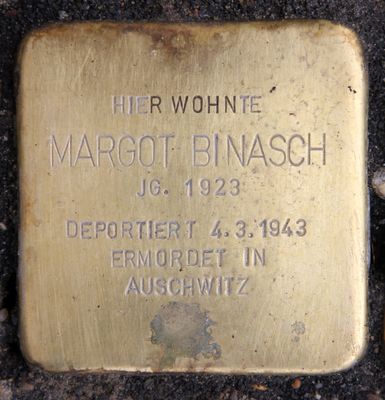 HIER WOHNTE
MARGOT BINASCH
JG. 1923
DEPORTIERT 4.3.1943
ERMORDET IN
AUSCHWITZ